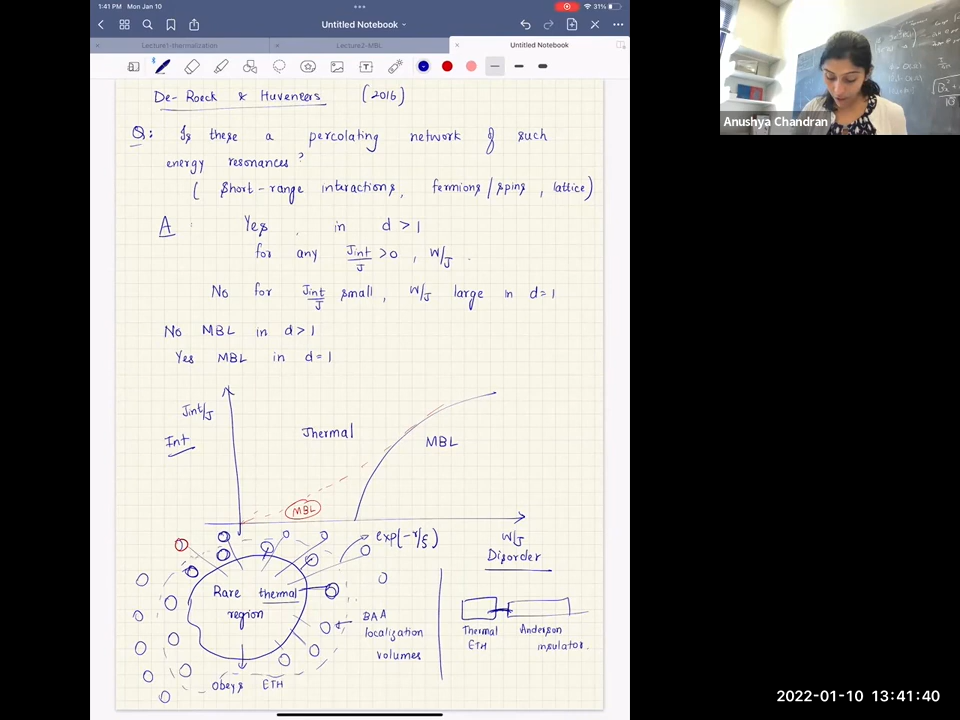 1:41 PM Mon Jan 10
31%
Untitled Notebook
Lecture1-thermalization
Lecture2-MBL
Untitled Notebook
Anushya Chandran
De-Roeck & Huveneers (2016)
Q: Is there a percolating network of such
energy resonances?
( Short-range interactions, fermions/spins, lattice)
A : Yes, in d > 1
for any Jint/J > 0, W/J.
No for Jint/J small, W/J large in d=1
No MBL in d > 1
Yes MBL in d = 1
Jint/J
Int
Thermal
MBL
MBL
exp(-r/ξ)
W/J
Disorder
Rare thermal
region
BAA
localization
volumes
Obeys ETH
Thermal
ETH
Anderson
insulator.
2022-01-10 13:41:40